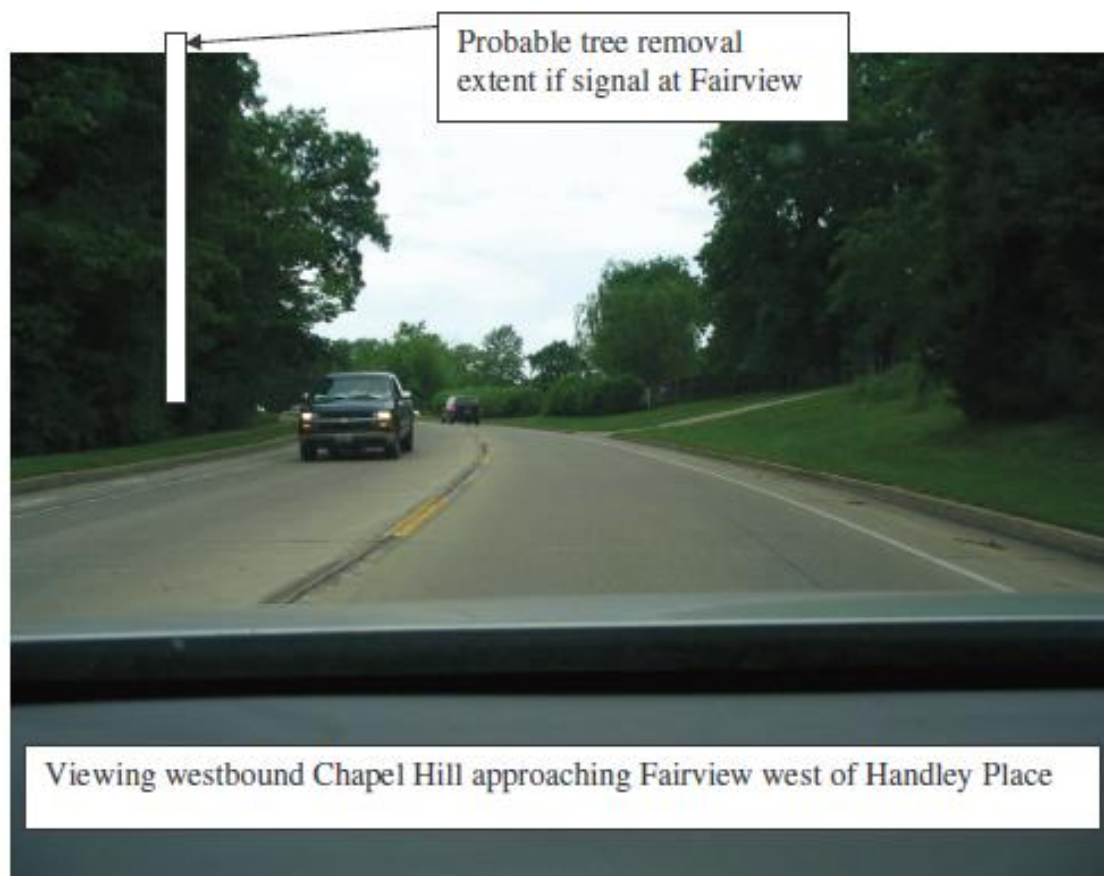 Probable tree removal
extent if signal at Fairview
Viewing westbound Chapel Hill approaching Fairview west of Handley Place